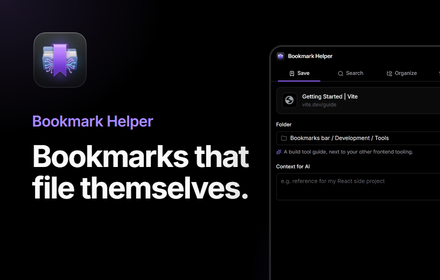 Bookmark Helper
Bookmarks that
file themselves.
Bookmark Helper
Save
Search
Organize
Getting Started | Vite
vite.dev/guide
Folder
Bookmarks bar / Development / Tools
A build tool guide, next to your other frontend tooling.
Context for AI
e.g. reference for my React side project